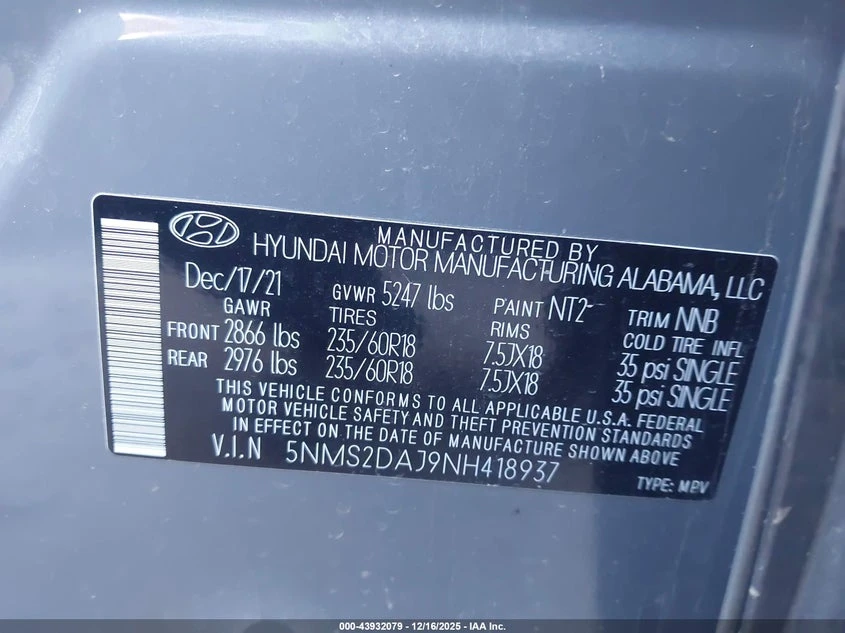 MANUFACTURED BY
HYUNDAI MOTOR MANUFACTURING ALABAMA, LLC
Dec/17/21 GVWR 5247 lbs PAINT NT2- TRIM NNB
GAWR TIRES RIMS COLD TIRE INFL
FRONT 2866 lbs 235/60R18 7.5JX18 35 psi SINGLE
REAR 2976 lbs 235/60R18 7.5JX18 35 psi SINGLE
THIS VEHICLE CONFORMS TO ALL APPLICABLE U.S.A. FEDERAL
MOTOR VEHICLE SAFETY AND THEFT PREVENTION STANDARDS
IN EFFECT ON THE DATE OF MANUFACTURE SHOWN ABOVE
V.I.N 5NMS2DAJ9NH418937 TYPE: MPV
000-43932079 - 12/16/2025 - IAA Inc.